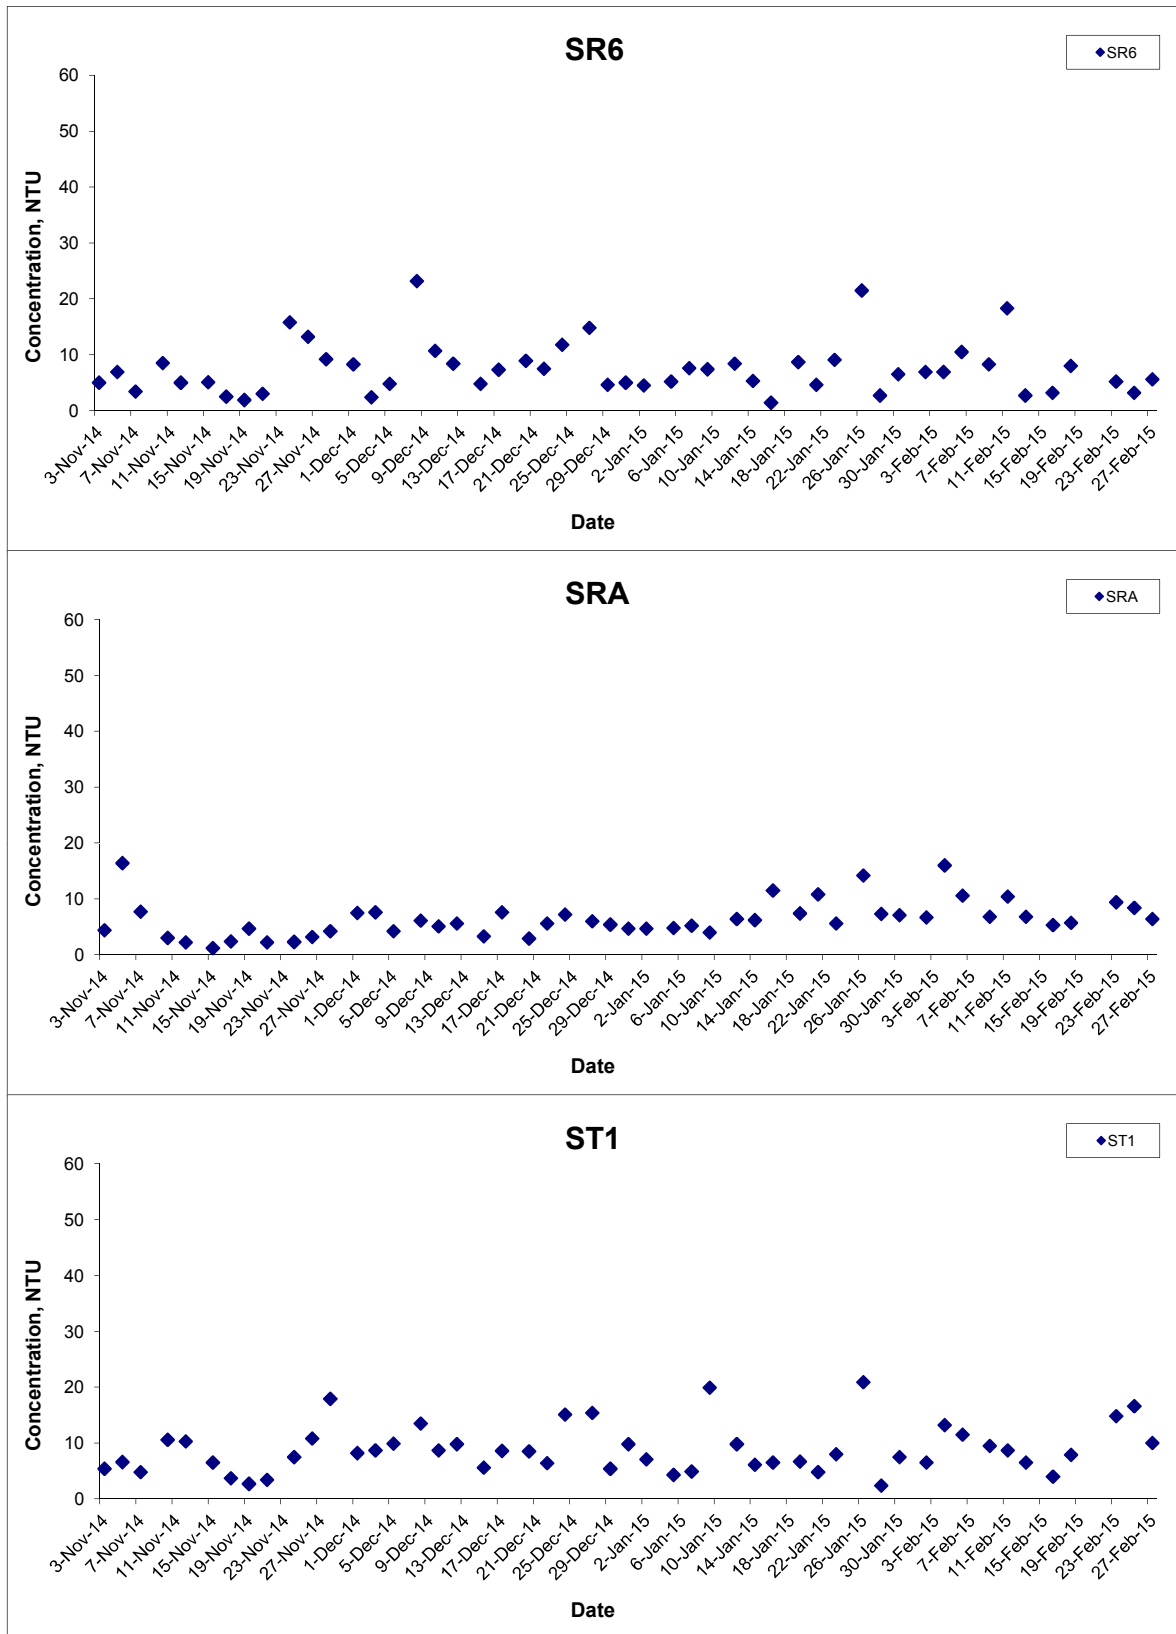 SR6
SR6
Concentration, NTU
60
50
40
30
20
10
0
3-Nov-14 7-Nov-14 11-Nov-14 15-Nov-14 19-Nov-14 23-Nov-14 27-Nov-14 1-Dec-14 5-Dec-14 9-Dec-14 13-Dec-14 17-Dec-14 21-Dec-14 25-Dec-14 29-Dec-14 2-Jan-15 6-Jan-15 10-Jan-15 14-Jan-15 18-Jan-15 22-Jan-15 26-Jan-15 30-Jan-15 3-Feb-15 7-Feb-15 11-Feb-15 15-Feb-15 19-Feb-15 23-Feb-15 27-Feb-15
Date
SRA
SRA
Concentration, NTU
60
50
40
30
20
10
0
3-Nov-14 7-Nov-14 11-Nov-14 15-Nov-14 19-Nov-14 23-Nov-14 27-Nov-14 1-Dec-14 5-Dec-14 9-Dec-14 13-Dec-14 17-Dec-14 21-Dec-14 25-Dec-14 29-Dec-14 2-Jan-15 6-Jan-15 10-Jan-15 14-Jan-15 18-Jan-15 22-Jan-15 26-Jan-15 30-Jan-15 3-Feb-15 7-Feb-15 11-Feb-15 15-Feb-15 19-Feb-15 23-Feb-15 27-Feb-15
Date
ST1
ST1
Concentration, NTU
60
50
40
30
20
10
0
3-Nov-14 7-Nov-14 11-Nov-14 15-Nov-14 19-Nov-14 23-Nov-14 27-Nov-14 1-Dec-14 5-Dec-14 9-Dec-14 13-Dec-14 17-Dec-14 21-Dec-14 25-Dec-14 29-Dec-14 2-Jan-15 6-Jan-15 10-Jan-15 14-Jan-15 18-Jan-15 22-Jan-15 26-Jan-15 30-Jan-15 3-Feb-15 7-Feb-15 11-Feb-15 15-Feb-15 19-Feb-15 23-Feb-15 27-Feb-15
Date